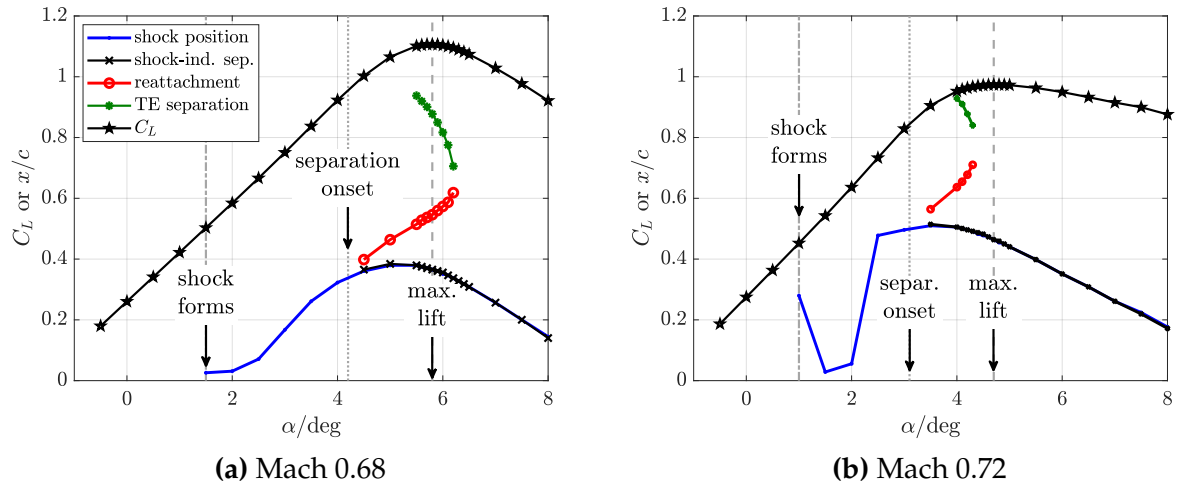 1.2
1
0.8
0.6
0.4
0.2
0
C_L or x/c
shock position
shock-ind. sep.
reattachment
TE separation
C_L
separation
onset
shock
forms
max.
lift
0 2 4 6 8
α/deg
(a) Mach 0.68
1.2
1
0.8
0.6
0.4
0.2
0
C_L or x/c
shock
forms
separ.
onset
max.
lift
0 2 4 6 8
α/deg
(b) Mach 0.72